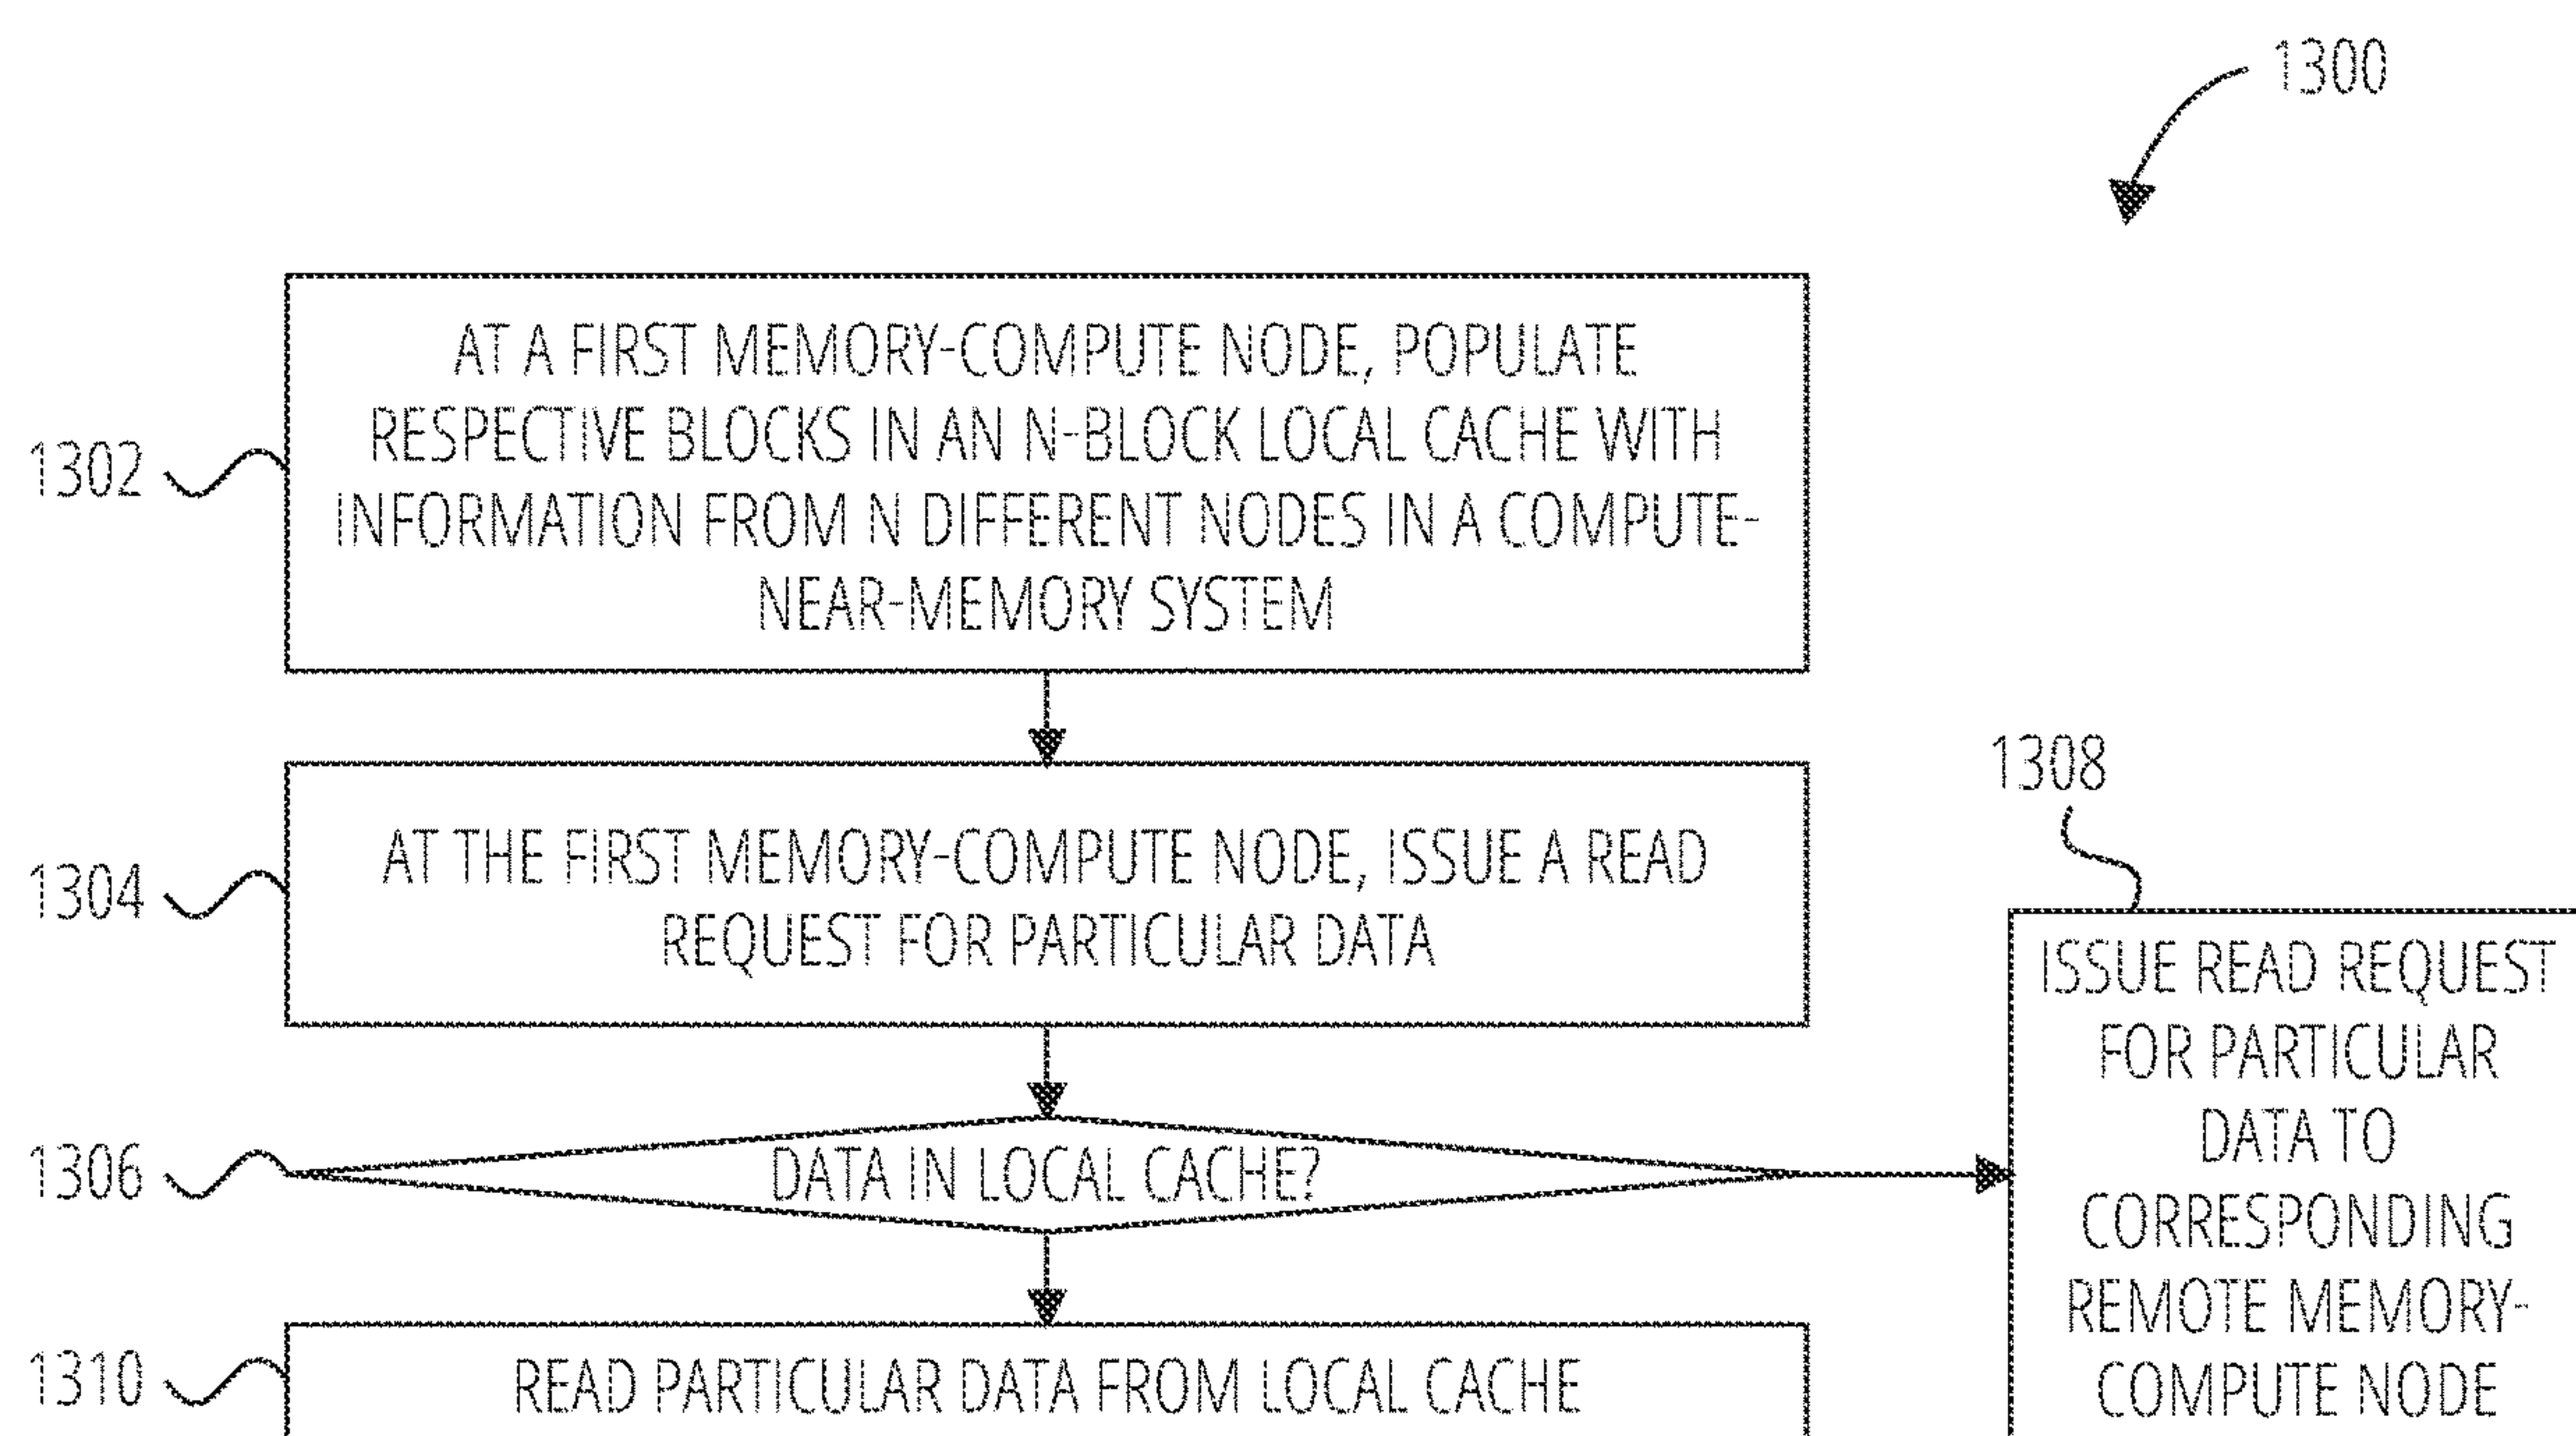 1300
1302
AT A FIRST MEMORY-COMPUTE NODE, POPULATE
RESPECTIVE BLOCKS IN AN N-BLOCK LOCAL CACHE WITH
INFORMATION FROM N DIFFERENT NODES IN A COMPUTE-
NEAR-MEMORY SYSTEM
1304
AT THE FIRST MEMORY-COMPUTE NODE, ISSUE A READ
REQUEST FOR PARTICULAR DATA
1306
DATA IN LOCAL CACHE?
1308
ISSUE READ REQUEST
FOR PARTICULAR
DATA TO
CORRESPONDING
REMOTE MEMORY-
COMPUTE NODE
1310
READ PARTICULAR DATA FROM LOCAL CACHE